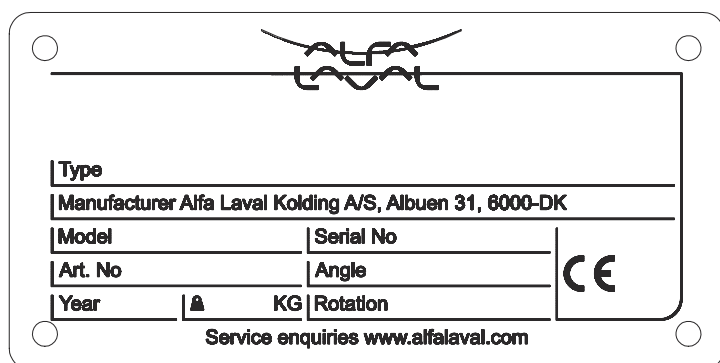 ALFA
LAVAL
Type
Manufacturer Alfa Laval Kolding A/S, Albuen 31, 6000-DK
Model Serial No
Art. No Angle CE
Year KG Rotation
Service enquiries www.alfalaval.com